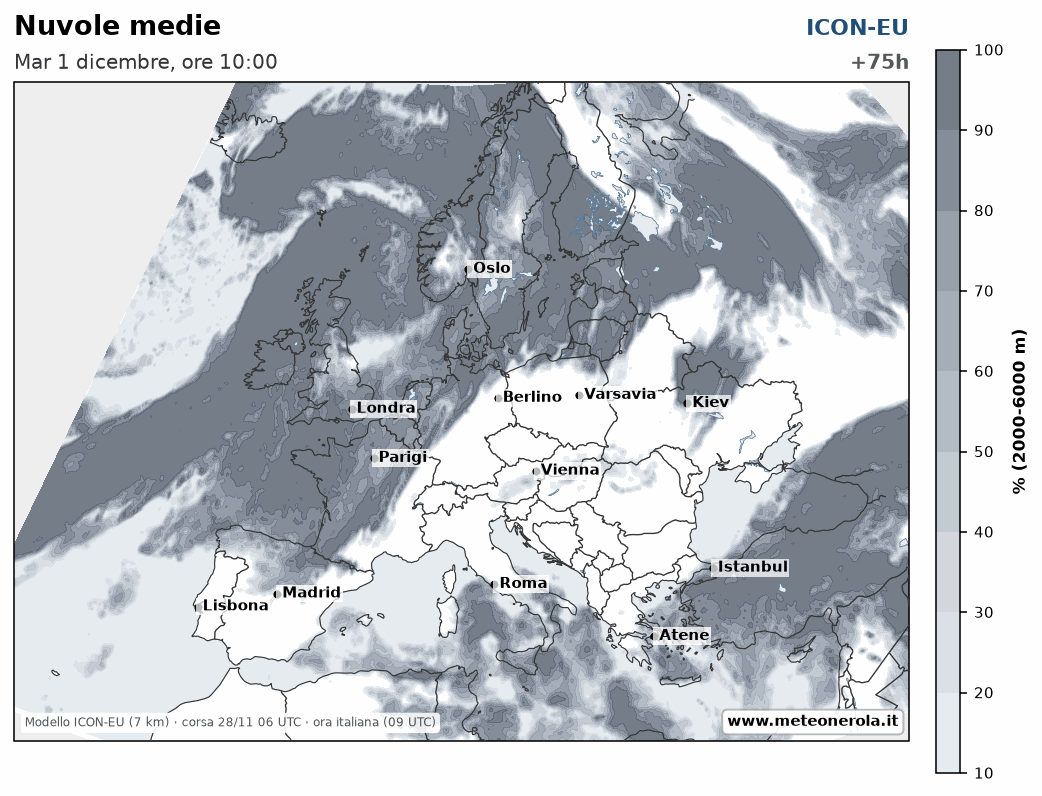 Nuvole medie
ICON-EU
Mar 1 dicembre, ore 10:00
+75h
100
90
80
70
60
50
40
30
20
10
% (2000-6000 m)
Oslo
Londra
Berlino
Varsavia
Kiev
Parigi
Vienna
Istanbul
Roma
Madrid
Lisbona
Atene
Modello ICON-EU (7 km) · corsa 28/11 06 UTC · ora italiana (09 UTC)
www.meteonerola.it